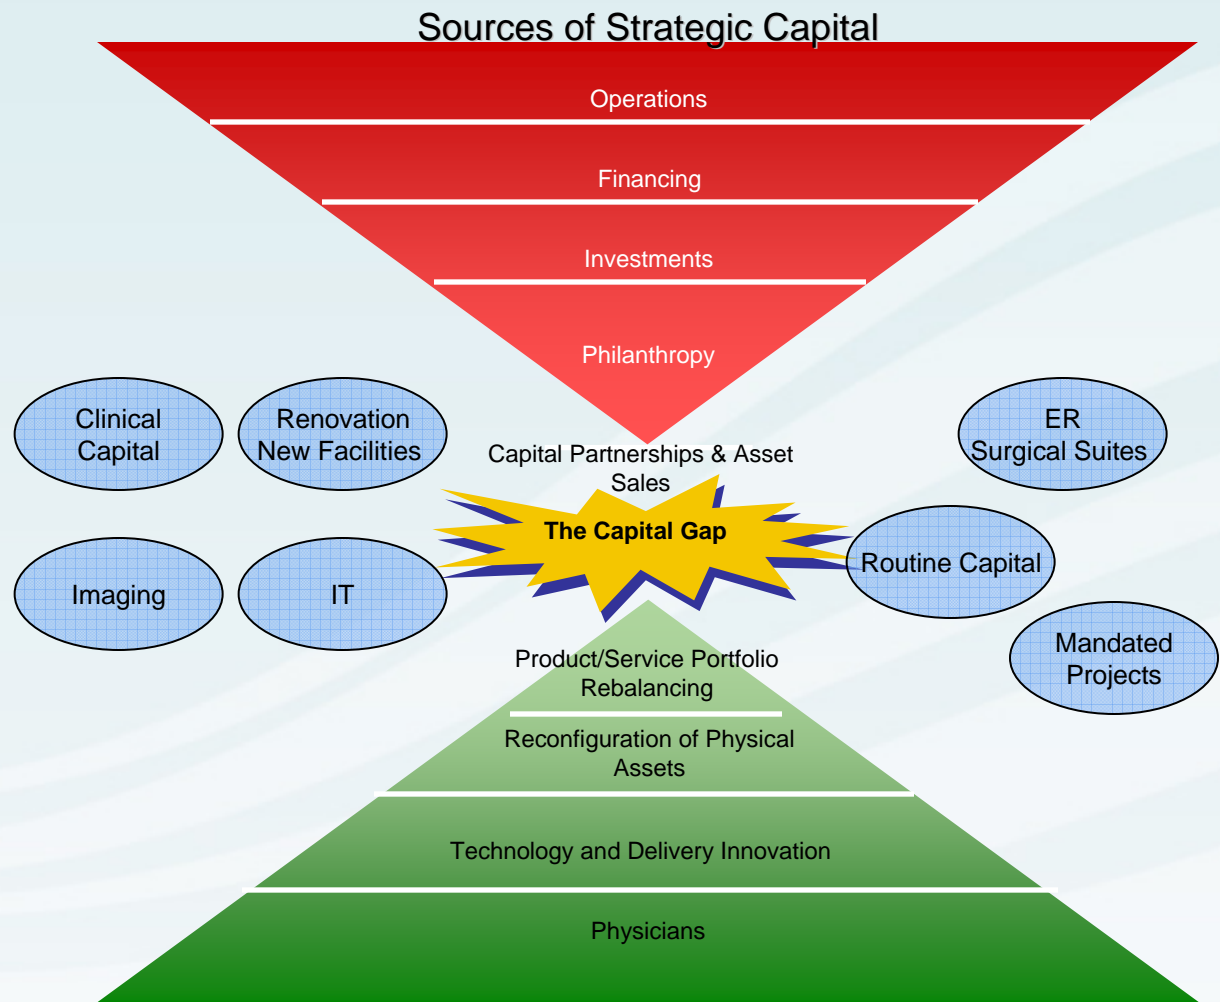 Sources of Strategic Capital
Operations
Financing
Investments
Philanthropy
Clinical
Capital
Renovation
New Facilities
ER
Surgical Suites
Capital Partnerships & Asset
Sales
The Capital Gap
Routine Capital
Imaging
IT
Mandated
Projects
Product/Service Portfolio
Rebalancing
Reconfiguration of Physical
Assets
Technology and Delivery Innovation
Physicians